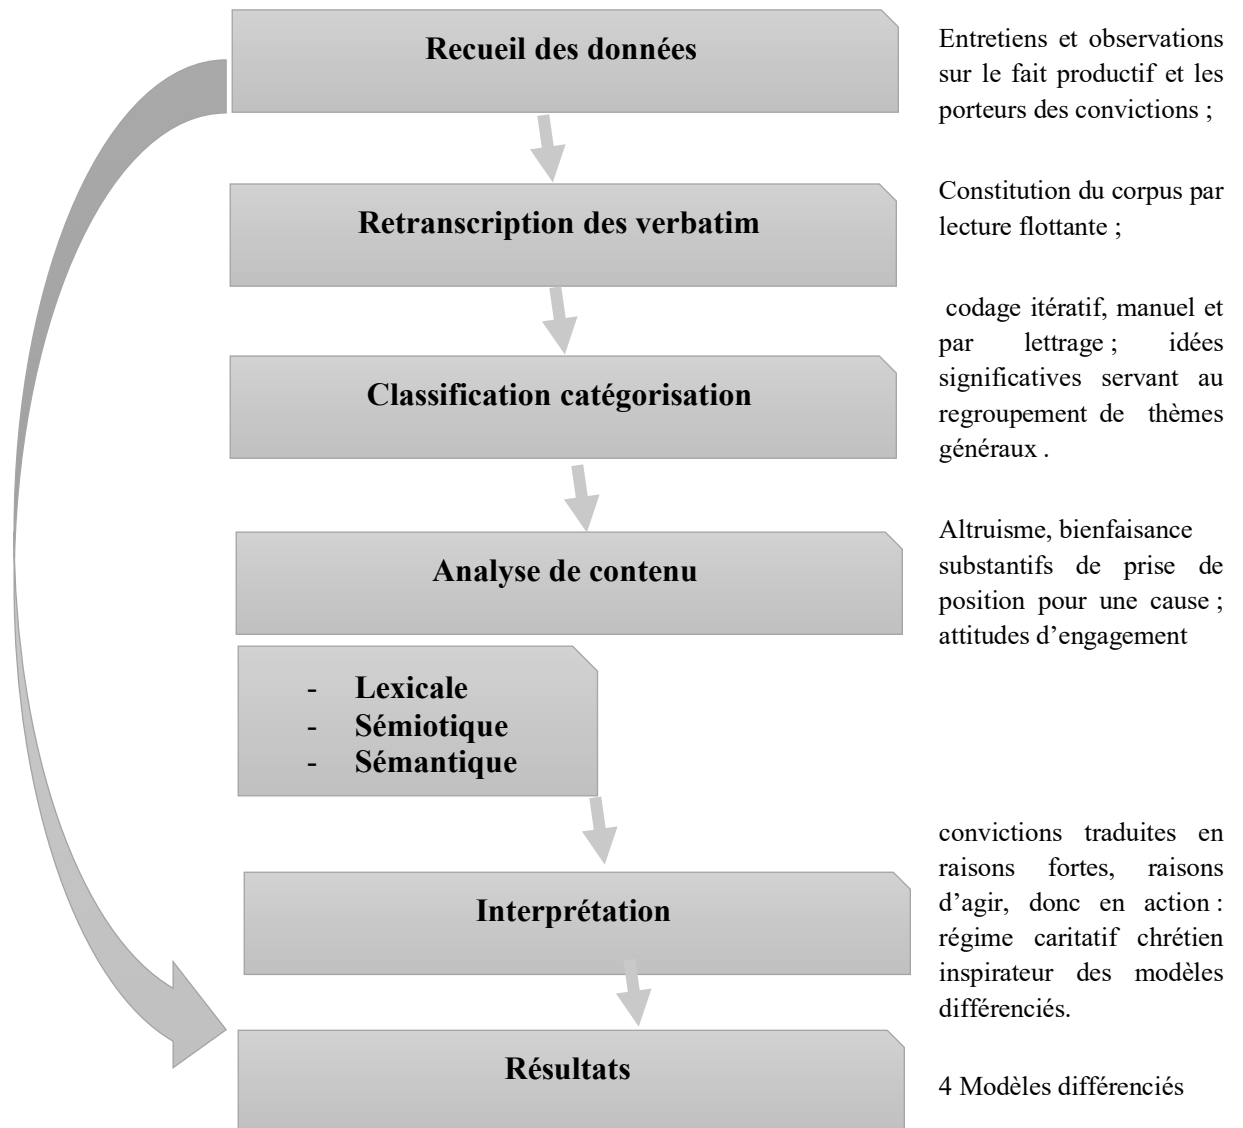 Recueil des données
Entretiens et observations
sur le fait productif et les
porteurs des convictions ;
Retranscription des verbatim
Constitution du corpus par
lecture flottante ;
Classification catégorisation
codage itératif, manuel et
par lettrage ; idées
significatives servant au
regroupement de thèmes
généraux .
Analyse de contenu
Altruisme, bienfaisance
substantifs de prise de
position pour une cause ;
attitudes d’engagement
- Lexicale
- Sémiotique
- Sémantique
Interprétation
convictions traduites en
raisons fortes, raisons
d’agir, donc en action :
régime caritatif chrétien
inspirateur des modèles
différenciés.
Résultats
4 Modèles différenciés